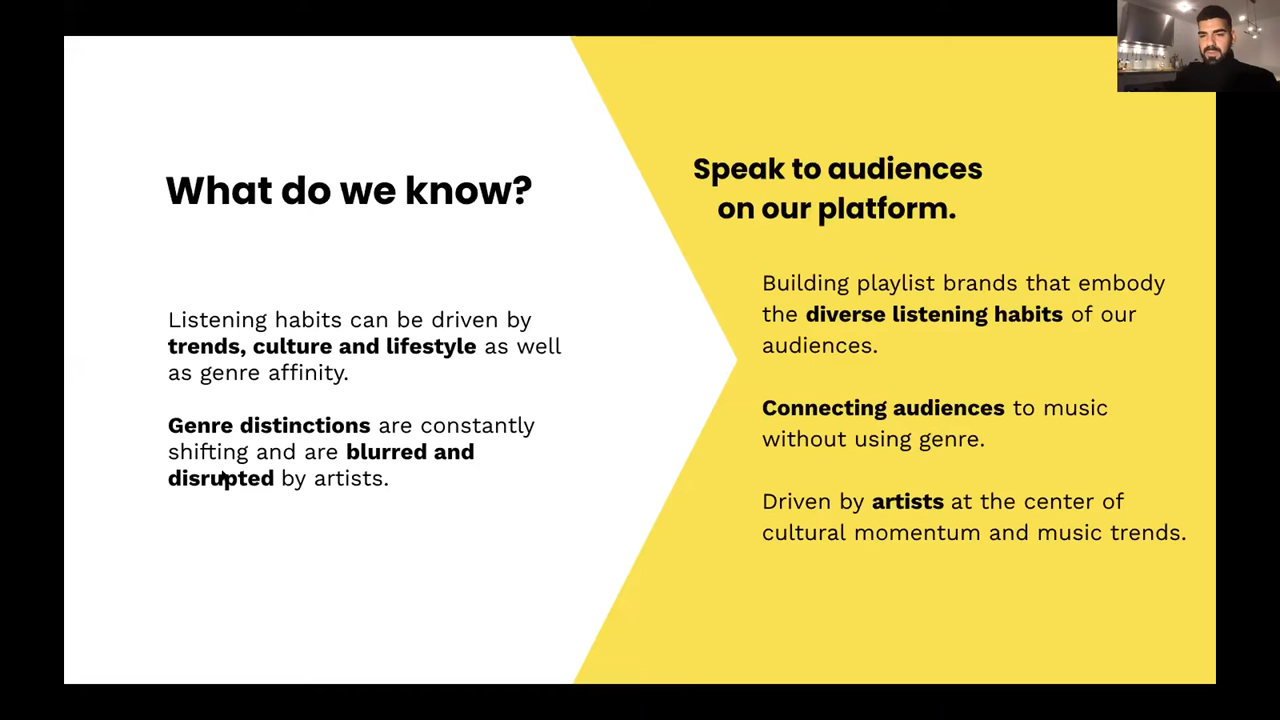 What do we know?
Listening habits can be driven by
trends, culture and lifestyle as well
as genre affinity.
Genre distinctions are constantly
shifting and are blurred and
disrupted by artists.
Speak to audiences
on our platform.
Building playlist brands that embody
the diverse listening habits of our
audiences.
Connecting audiences to music
without using genre.
Driven by artists at the center of
cultural momentum and music trends.